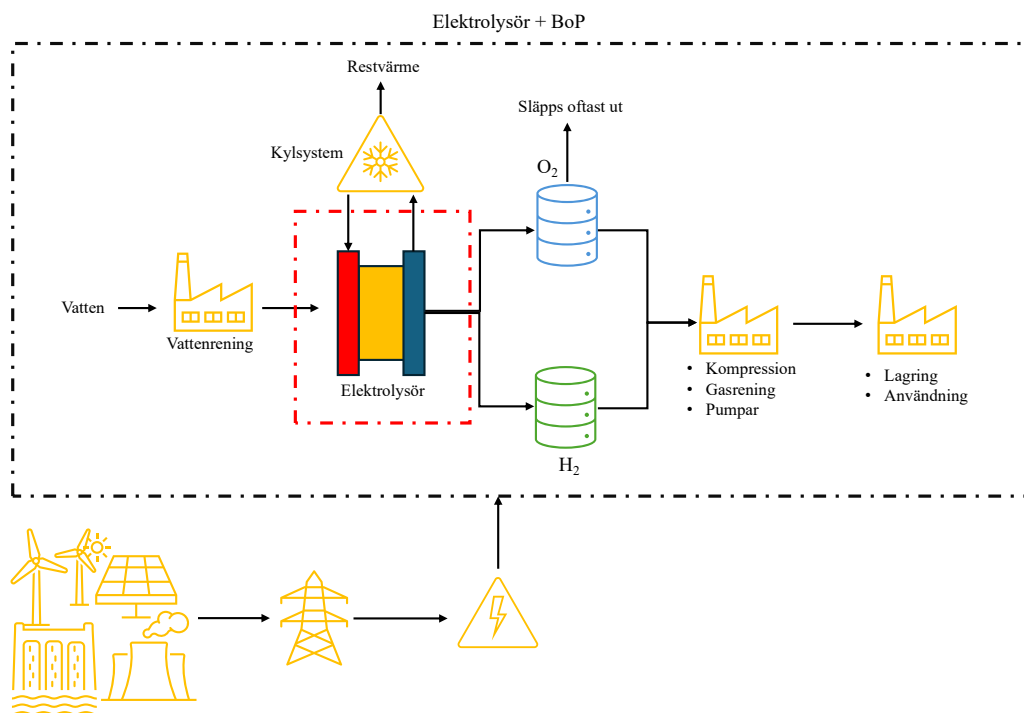 Elektrolysör + BoP
Restvärme
Släpps oftast ut
Kylsystem
O₂
Vatten
Vattenrening
Elektrolysör
• Kompression
• Gasrening
• Pumpar
• Lagring
• Användning
H₂